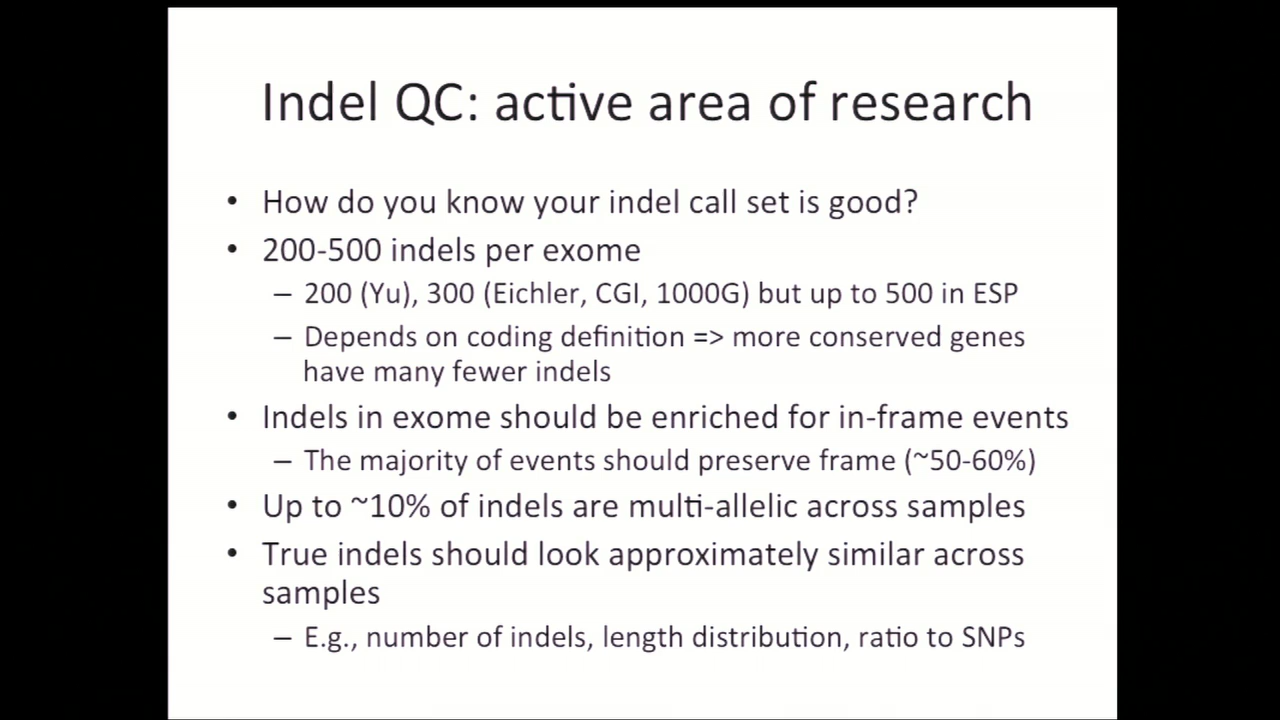 Indel QC: active area of research
• How do you know your indel call set is good?
• 200-500 indels per exome
– 200 (Yu), 300 (Eichler, CGI, 1000G) but up to 500 in ESP
– Depends on coding definition => more conserved genes
have many fewer indels
• Indels in exome should be enriched for in-frame events
– The majority of events should preserve frame (~50-60%)
• Up to ~10% of indels are multi-allelic across samples
• True indels should look approximately similar across
samples
– E.g., number of indels, length distribution, ratio to SNPs